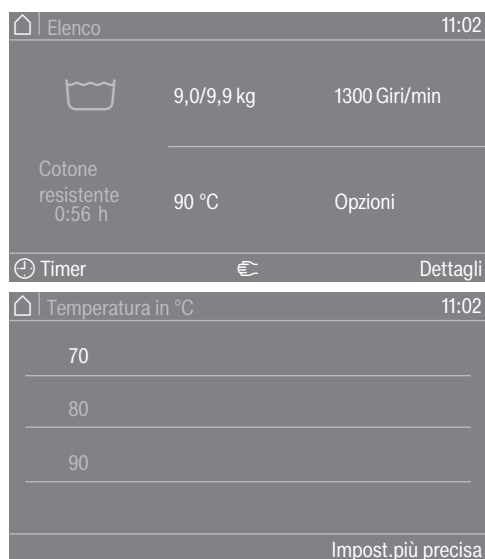 Elenco 11:02
9,0/9,9 kg 1300 Giri/min
Cotone
resistente
0:56 h
90 °C Opzioni
Timer Dettagli
Temperatura in °C 11:02
70
80
90
Impost.più precisa